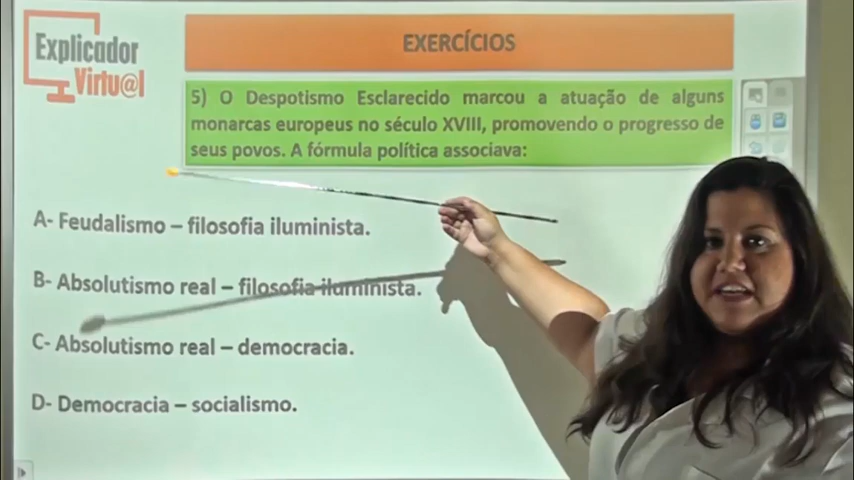 Explicador
Virtu@l
EXERCÍCIOS
5) O Despotismo Esclarecido marcou a atuação de alguns
monarcas europeus no século XVIII, promovendo o progresso de
seus povos. A fórmula política associava:
A- Feudalismo – filosofia iluminista.
B- Absolutismo real – filosofia iluminista.
C- Absolutismo real – democracia.
D- Democracia – socialismo.